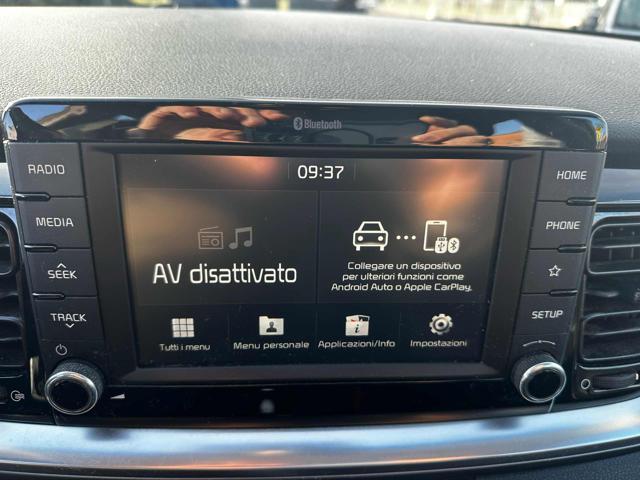 Bluetooth
RADIO
MEDIA
SEEK
TRACK
09:37
AV disattivato
Collegare un dispositivo
per ulteriori funzioni come
Android Auto o Apple CarPlay.
Tutti i menu
Menu personale
Applicazioni/Info
Impostazioni
HOME
PHONE
SETUP